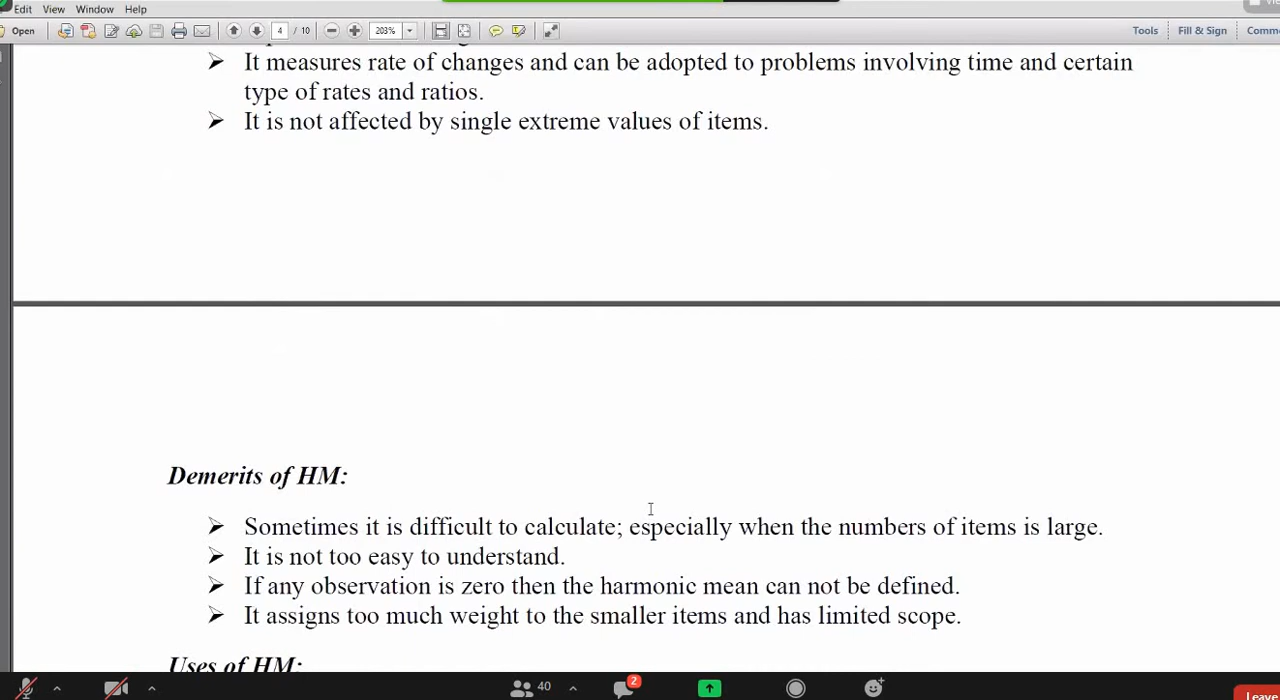 Edit View Window Help
Open 4 / 10 203% Tools Fill & Sign
It measures rate of changes and can be adopted to problems involving time and certain
type of rates and ratios.
It is not affected by single extreme values of items.
Demerits of HM:
Sometimes it is difficult to calculate; especially when the numbers of items is large.
It is not too easy to understand.
If any observation is zero then the harmonic mean can not be defined.
It assigns too much weight to the smaller items and has limited scope.
Uses of HM:
40 2
Leave